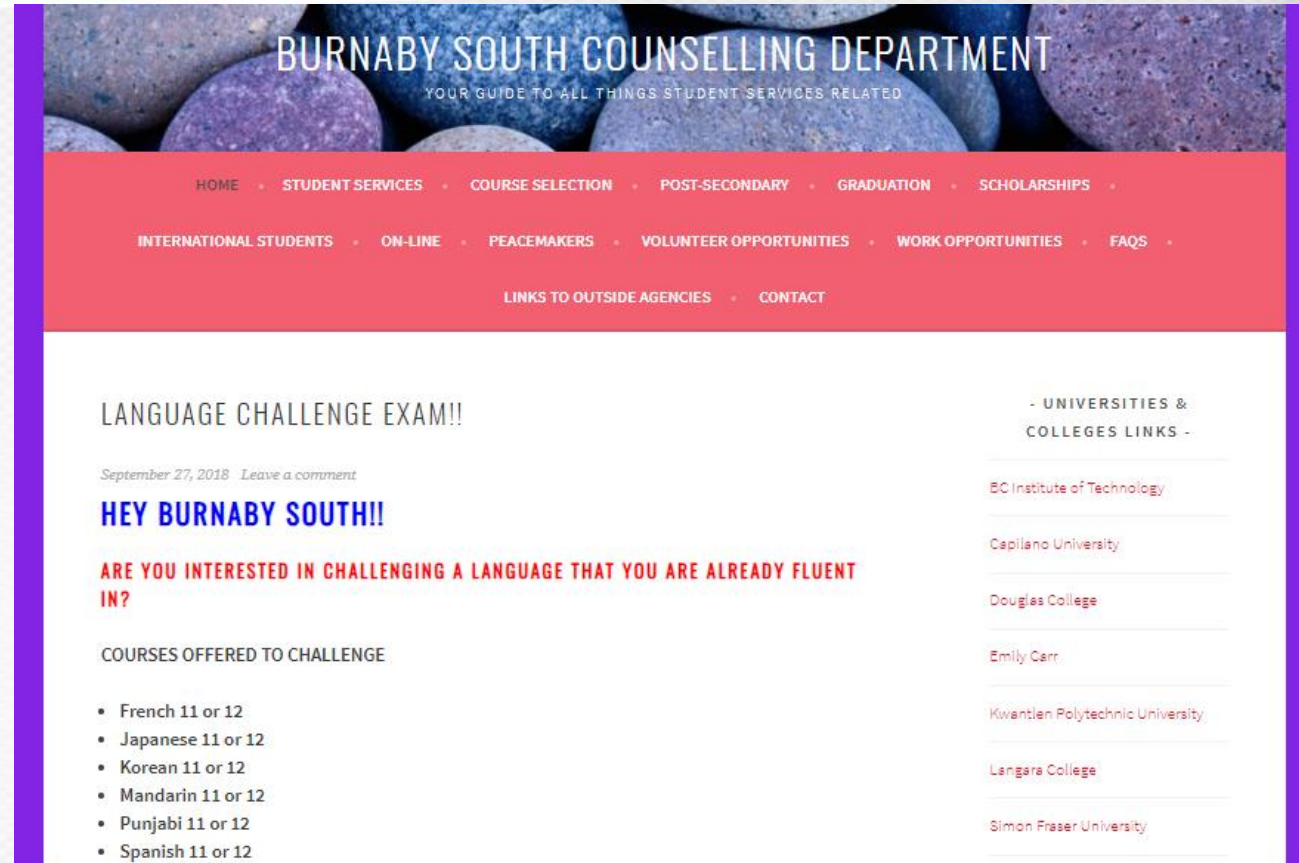 BURNABY SOUTH COUNSELLING DEPARTMENT
YOUR GUIDE TO ALL THINGS STUDENT SERVICES RELATED
HOME • STUDENT SERVICES • COURSE SELECTION • POST-SECONDARY • GRADUATION • SCHOLARSHIPS •
INTERNATIONAL STUDENTS • ON-LINE • PEACEMAKERS • VOLUNTEER OPPORTUNITIES • WORK OPPORTUNITIES • FAQS •
LINKS TO OUTSIDE AGENCIES • CONTACT
LANGUAGE CHALLENGE EXAM!!
September 27, 2018 Leave a comment
HEY BURNABY SOUTH!!
ARE YOU INTERESTED IN CHALLENGING A LANGUAGE THAT YOU ARE ALREADY FLUENT
IN?
COURSES OFFERED TO CHALLENGE
• French 11 or 12
• Japanese 11 or 12
• Korean 11 or 12
• Mandarin 11 or 12
• Punjabi 11 or 12
• Spanish 11 or 12
- UNIVERSITIES &
COLLEGES LINKS -
BC Institute of Technology
Capilano University
Douglas College
Emily Carr
Kwantlen Polytechnic University
Langara College
Simon Fraser University